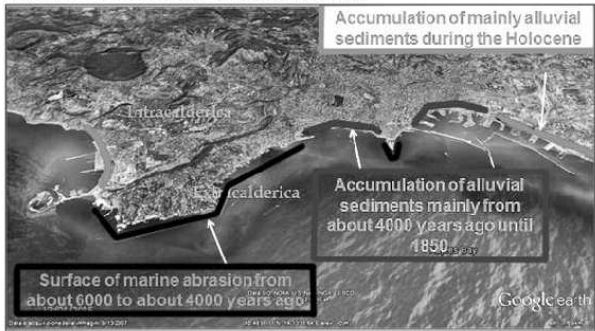 Accumulation of mainly alluvial
sediments during the Holocene
Intracalderica
Extracalderica
Accumulation of alluvial
sediments mainly from
about 4000 years ago until
1850
Surface of marine abrasion from
about 6000 to about 4000 years ago
Google earth